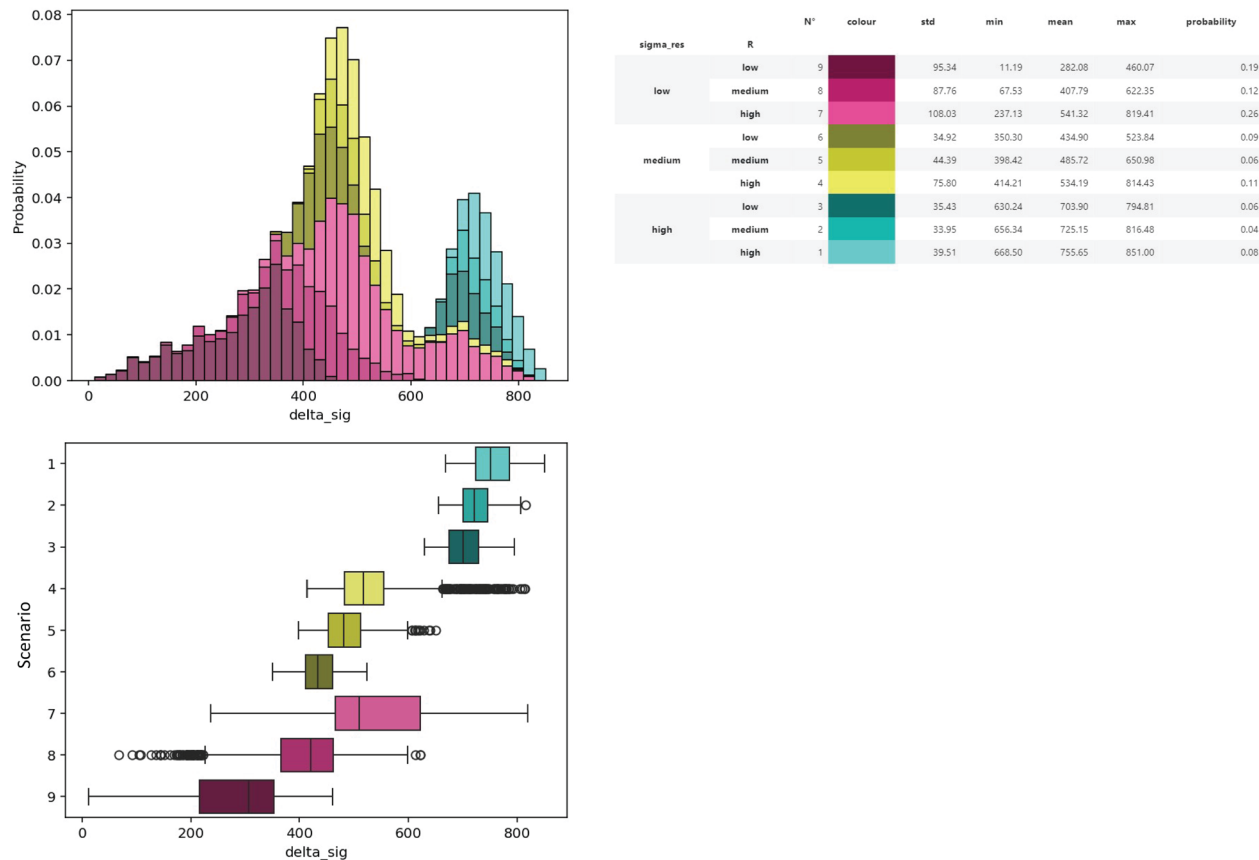 0.08
0.07
0.06
0.05
0.04
0.03
0.02
0.01
0.00
Probability
0 200 400 600 800
delta_sig
N° colour std min mean max probability
sigma_res R
low 9 95.34 11.19 282.08 460.07 0.19
low medium 8 87.76 67.53 407.79 622.35 0.12
high 7 108.03 237.13 541.32 819.41 0.26
low 6 34.92 350.30 434.90 523.84 0.09
medium medium 5 44.39 398.42 485.72 650.98 0.06
high 4 75.80 414.21 534.19 814.43 0.11
low 3 35.43 630.24 703.90 794.81 0.06
high medium 2 33.95 656.34 725.15 816.48 0.04
high 1 39.51 668.50 755.65 851.00 0.08
1
2
3
4
5
6
7
8
9
Scenario
0 200 400 600 800
delta_sig